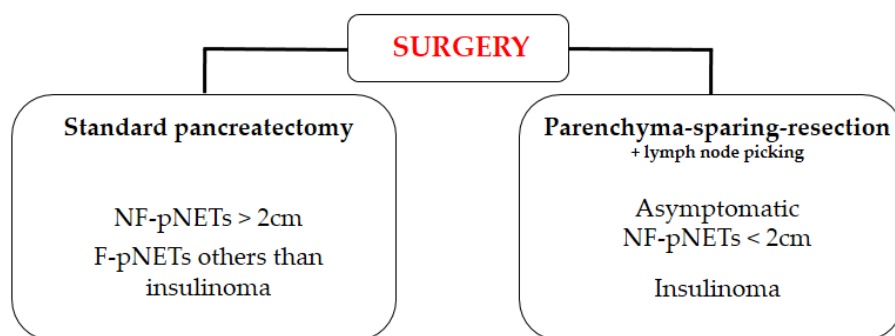 SURGERY
Standard pancreatectomy
NF-pNETs > 2cm
F-pNETs others than
insulinoma
Parenchyma-sparing-resection
+ lymph node picking
Asymptomatic
NF-pNETs < 2cm
Insulinoma